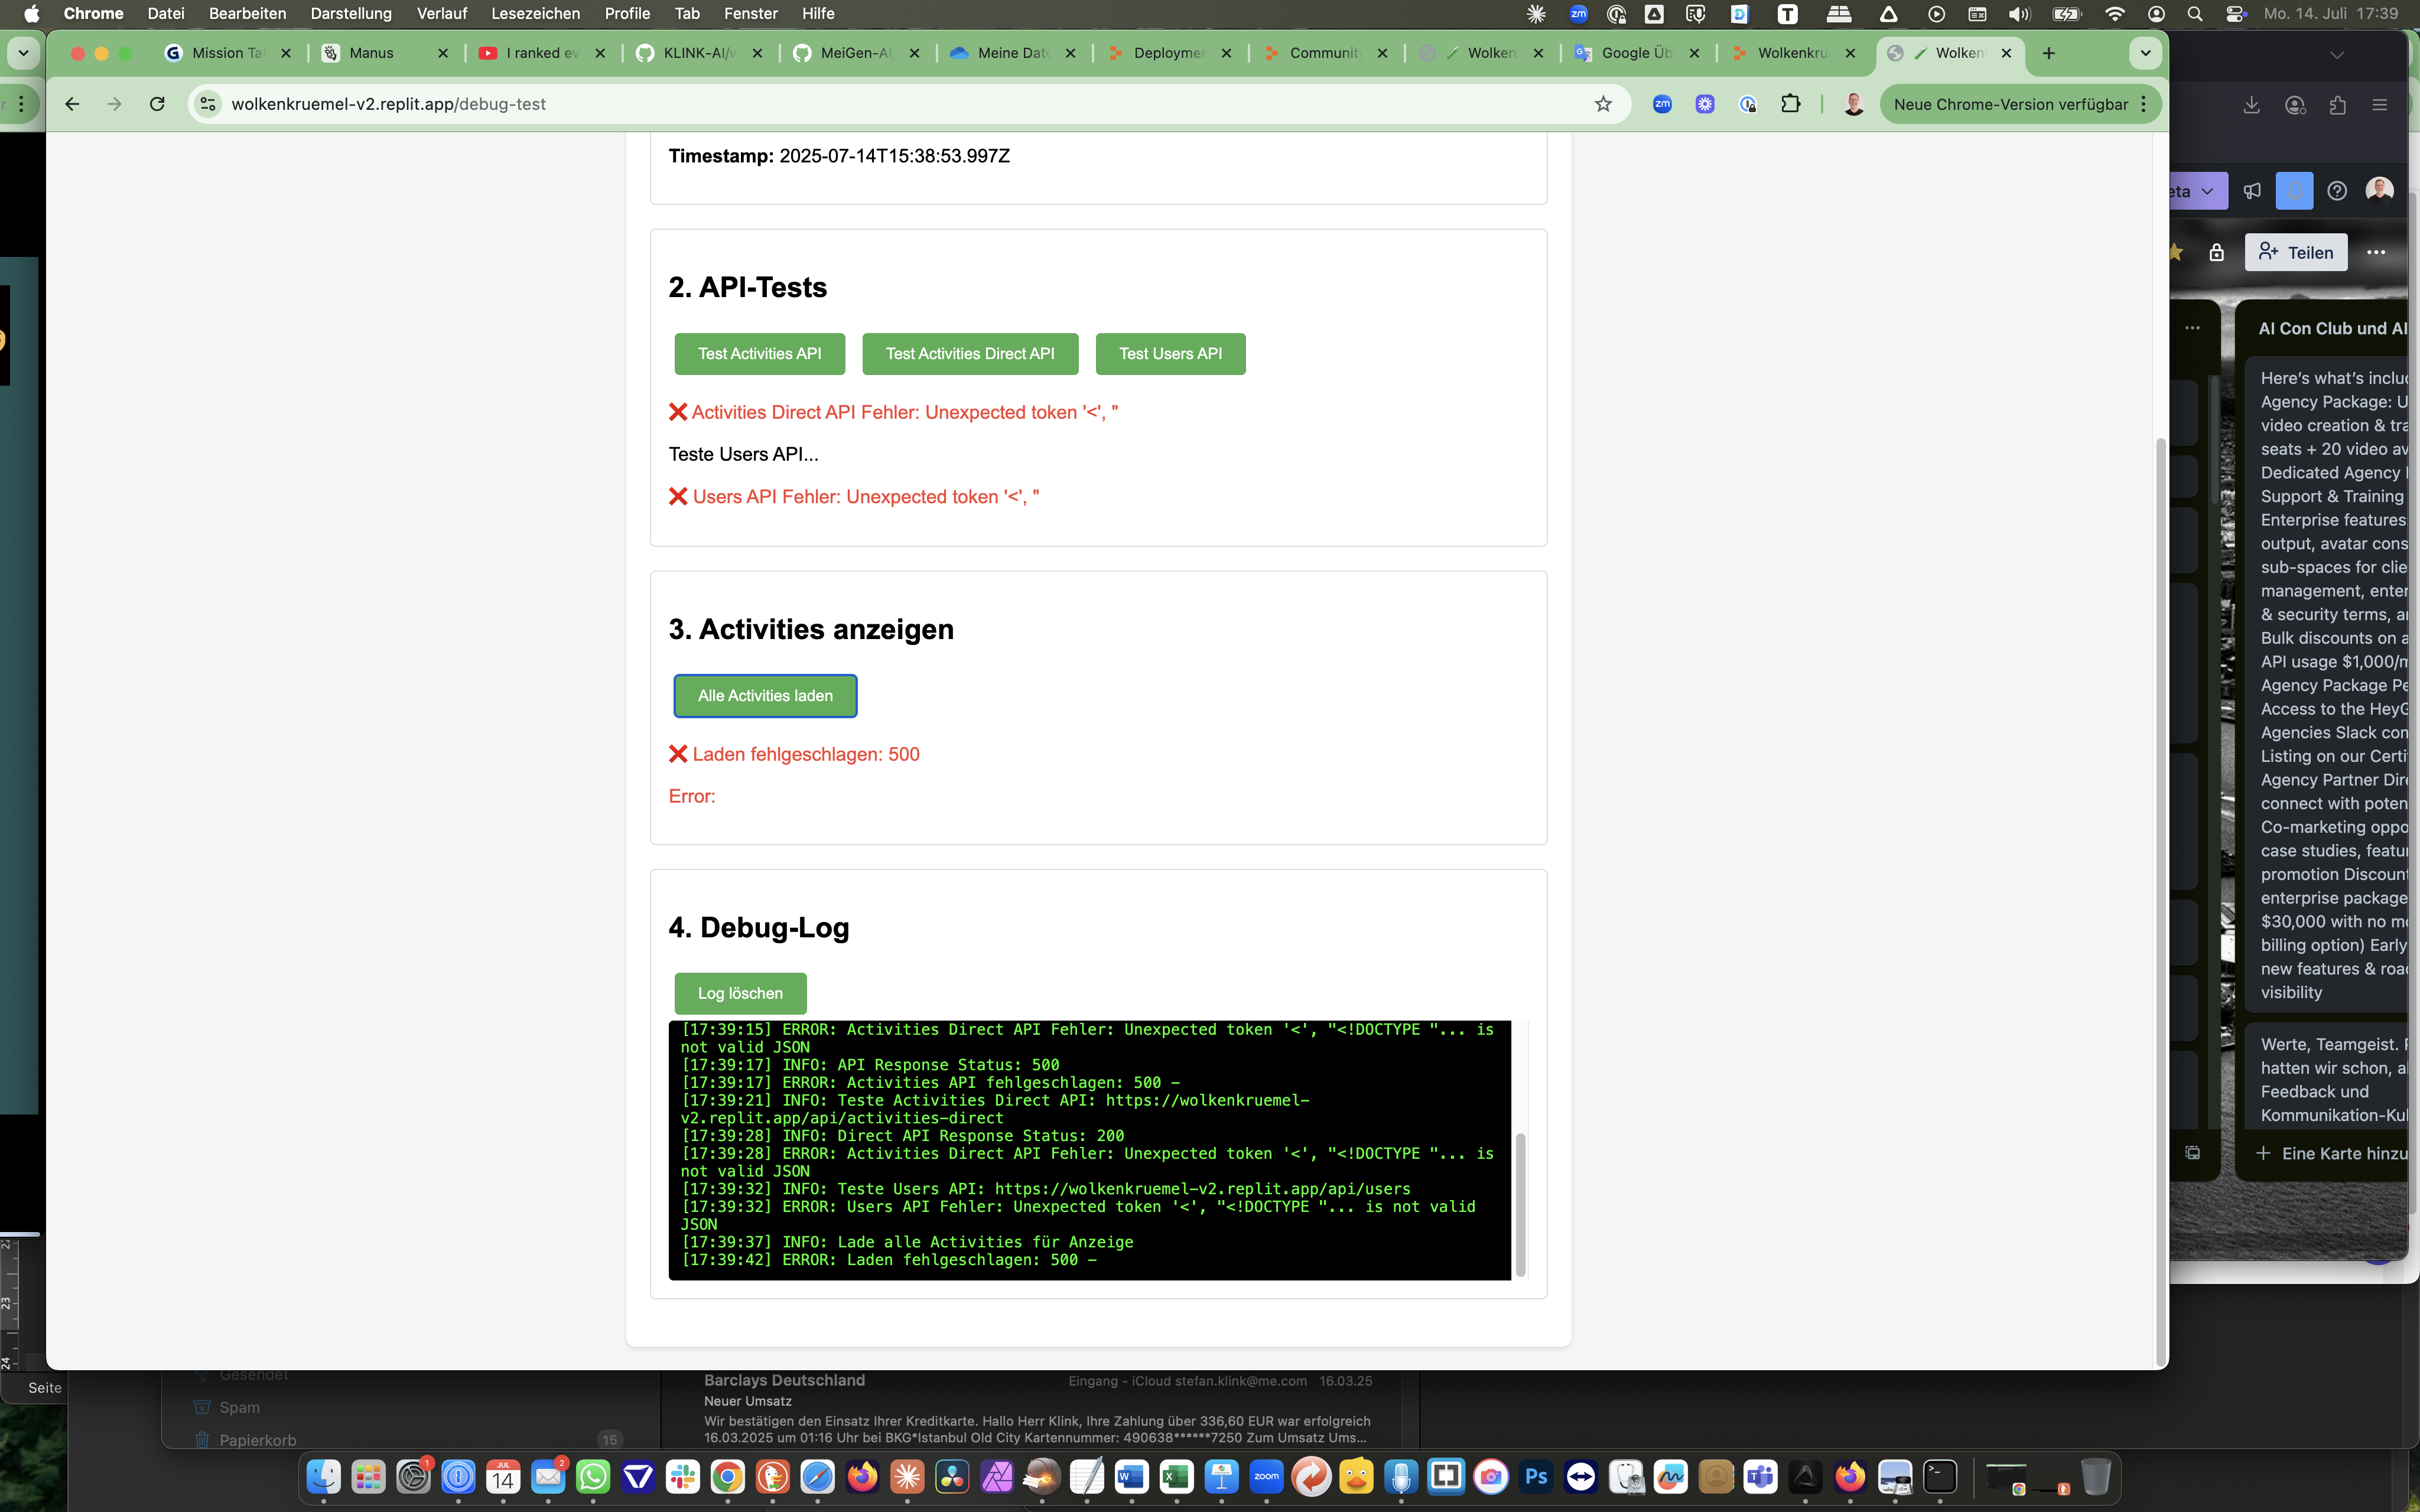 Chrome Datei Bearbeiten Darstellung Verlauf Lesezeichen Profile Tab Fenster Hilfe
Mo. 14. Juli 17:39
Mission Ta
Manus
I ranked ev
KLINK-AI/w
MeiGen-AI
Meine Date
Deploymen
Community
Wolken
Google Üb
Wolkenkru
Wolken
wolkenkruemel-v2.replit.app/debug-test
Neue Chrome-Version verfügbar
Timestamp: 2025-07-14T15:38:53.997Z
2. API-Tests
Test Activities API
Test Activities Direct API
Test Users API
❌ Activities Direct API Fehler: Unexpected token '<', "
Teste Users API...
❌ Users API Fehler: Unexpected token '<', "
3. Activities anzeigen
Alle Activities laden
❌ Laden fehlgeschlagen: 500
Error:
4. Debug-Log
Log löschen
[17:39:15] ERROR: Activities Direct API Fehler: Unexpected token '<', "<!DOCTYPE "... is
not valid JSON
[17:39:17] INFO: API Response Status: 500
[17:39:17] ERROR: Activities API fehlgeschlagen: 500 -
[17:39:21] INFO: Teste Activities Direct API: https://wolkenkruemel-
v2.replit.app/api/activities-direct
[17:39:28] INFO: Direct API Response Status: 200
[17:39:28] ERROR: Activities Direct API Fehler: Unexpected token '<', "<!DOCTYPE "... is
not valid JSON
[17:39:32] INFO: Teste Users API: https://wolkenkruemel-v2.replit.app/api/users
[17:39:32] ERROR: Users API Fehler: Unexpected token '<', "<!DOCTYPE "... is not valid
JSON
[17:39:37] INFO: Lade alle Activities für Anzeige
[17:39:42] ERROR: Laden fehlgeschlagen: 500 -
eta
Teilen
AI Con Club und AI
Here's what's inclu
Agency Package: U
video creation & tra
seats + 20 video av
Dedicated Agency
Support & Training
Enterprise features
output, avatar cons
sub-spaces for clie
management, enter
& security terms, a
Bulk discounts on a
API usage $1,000/m
Agency Package Pe
Access to the HeyG
Agencies Slack com
Listing on our Certi
Agency Partner Dire
connect with poten
Co-marketing oppo
case studies, featur
promotion Discount
enterprise package
$30,000 with no mo
billing option) Early
new features & road
visibility
Werte, Teamgeist. F
hatten wir schon, a
Feedback und
Kommunikation-Kul
Eine Karte hinzu
Seite
Gesendet
Spam
Papierkorb 15
Barclays Deutschland
Eingang - iCloud stefan.klink@me.com 16.03.25
Neuer Umsatz
Wir bestätigen den Einsatz Ihrer Kreditkarte. Hallo Herr Klink, Ihre Zahlung über 336,60 EUR war erfolgreich
16.03.2025 um 01:16 Uhr bei BKG*Istanbul Old City Kartennummer: 490638******7250 Zum Umsatz Ums...
JUL
14
zoom
Ps